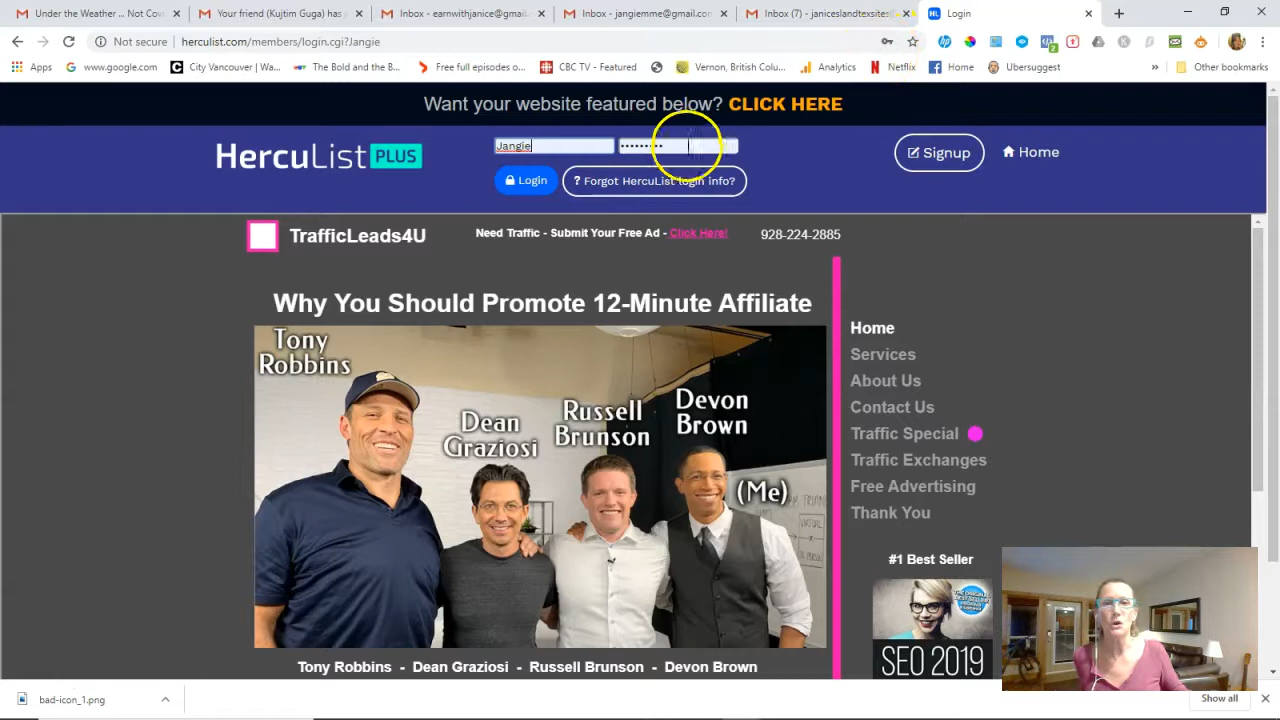 Under the Weather ... Not Cov
Your friend (Kujtim Guga) has j
Inbox - earnwithjanice@gmail.
Inbox - jangiemme@gmail.com
Inbox (7) - janiceslandtexsites@
HL Login
Not secure | herculist.com/members/login.cgi?Jangie
2
Apps
www.google.com
City Vancouver | Wa...
The Bold and the B...
Free full episodes o...
CBC TV - Featured
Vernon, British Colu...
Analytics
Netflix
Home
Ubersuggest
»
Other bookmarks
Want your website featured below? CLICK HERE
HercuList PLUS
Jangie
Signup
Home
Login
? Forgot HercuList login info?
TrafficLeads4U
Need Traffic - Submit Your Free Ad - Click Here!
928-224-2885
Why You Should Promote 12-Minute Affiliate
Tony
Robbins
Dean
Graziosi
Russell
Brunson
Devon
Brown
(Me)
Tony Robbins - Dean Graziosi - Russell Brunson - Devon Brown
Home
Services
About Us
Contact Us
Traffic Special
Traffic Exchanges
Free Advertising
Thank You
#1 Best Seller
SEO 2019
bad-icon_1.png
Show all